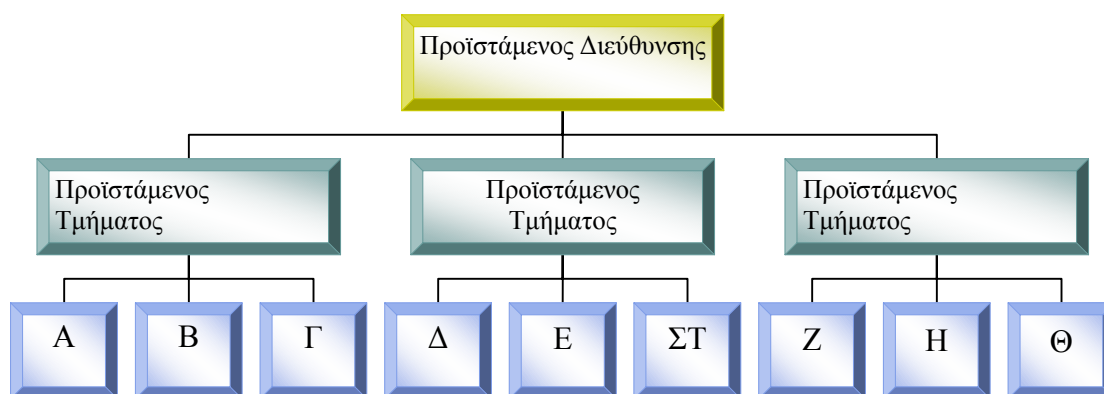 Προϊστάμενος Διεύθυνσης
Προϊστάμενος
Τμήματος
Προϊστάμενος
Τμήματος
Προϊστάμενος
Τμήματος
Α
Β
Γ
Δ
Ε
ΣΤ
Ζ
Η
Θ